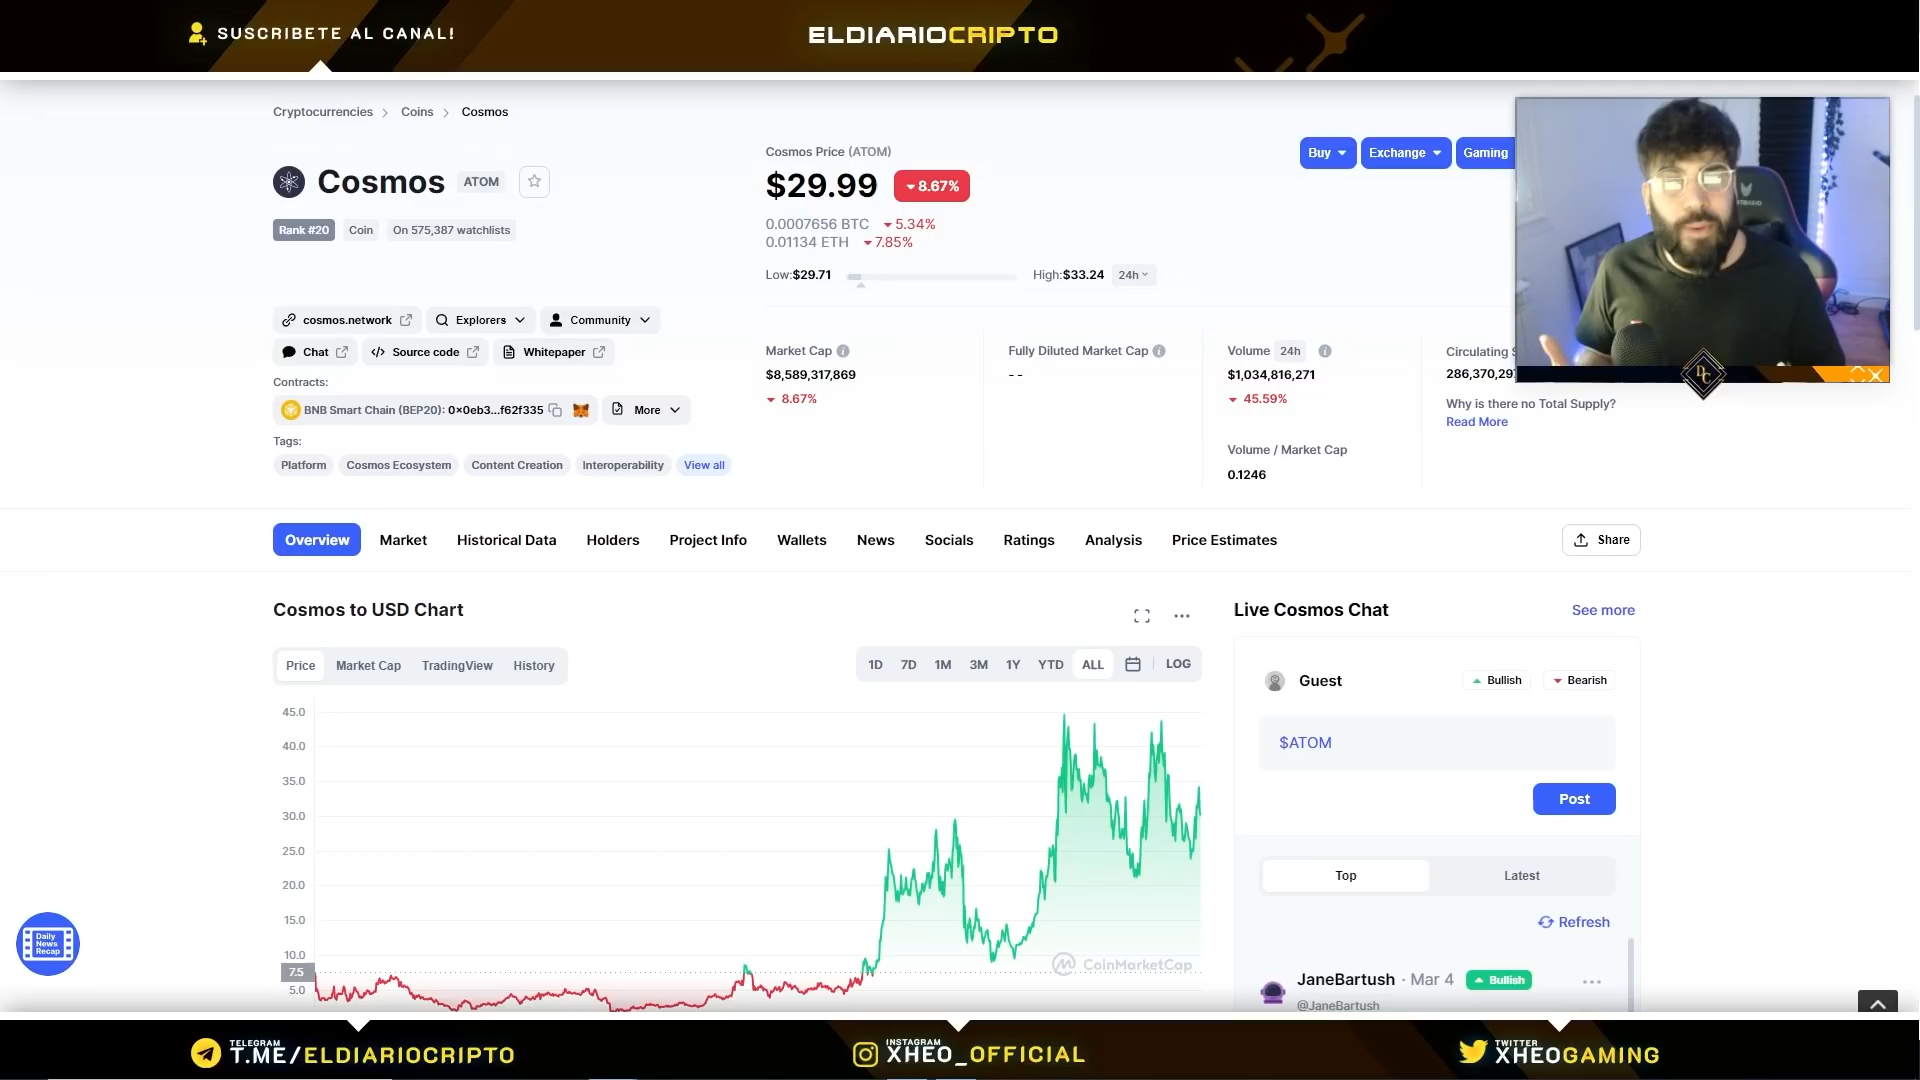 SUSCRIBETE AL CANAL!
ELDIARIOCRIPTO
Cryptocurrencies > Coins > Cosmos
Cosmos ATOM
Rank #20 Coin On 575,387 watchlists
cosmos.network Explorers Community
Chat Source code Whitepaper
Contracts:
BNB Smart Chain (BEP20): 0x0eb3...f62f335 More
Tags:
Platform Cosmos Ecosystem Content Creation Interoperability View all
Cosmos Price (ATOM)
$29.99 8.67%
0.0007656 BTC 5.34%
0.01134 ETH 7.85%
Low:$29.71 High:$33.24 24h
Buy Exchange Gaming
Market Cap
$8,589,317,869
8.67%
Fully Diluted Market Cap
- -
Volume 24h
$1,034,816,271
45.59%
Volume / Market Cap
0.1246
Circulating
286,370,29
Why is there no Total Supply?
Read More
DC
Overview Market Historical Data Holders Project Info Wallets News Socials Ratings Analysis Price Estimates Share
Cosmos to USD Chart
Price Market Cap TradingView History
1D 7D 1M 3M 1Y YTD ALL LOG
45.0
40.0
35.0
30.0
25.0
20.0
15.0
10.0
7.5
5.0
CoinMarketCap
Live Cosmos Chat See more
Guest Bullish Bearish
$ATOM
Post
Top Latest
Refresh
JaneBartush · Mar 4 Bullish ...
@JaneBartush
Daily
News
Recap
TELEGRAM
T.ME/ELDIARIOCRIPTO
INSTAGRAM
XHEO_OFFICIAL
TWITTER
XHEOGAMING